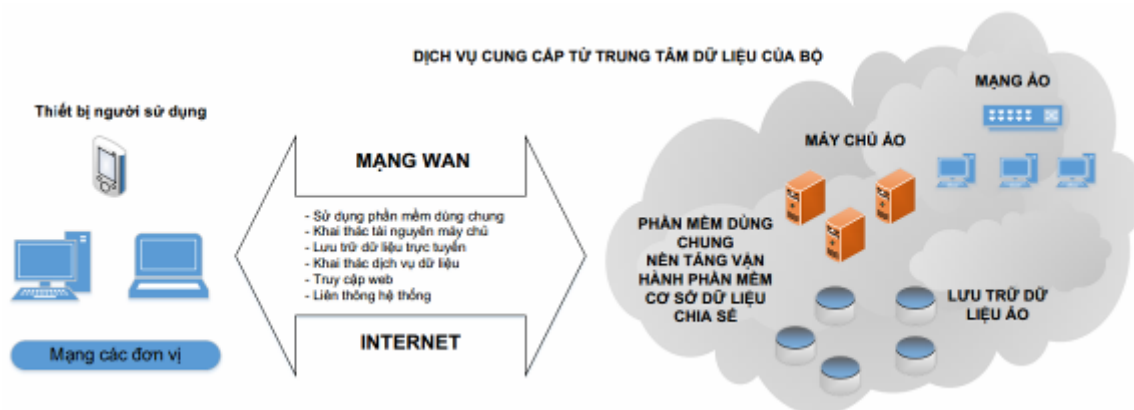 DỊCH VỤ CUNG CẤP TỪ TRUNG TÂM DỮ LIỆU CỦA BỘ
Thiết bị người sử dụng
Mạng các đơn vị
MẠNG WAN
- Sử dụng phần mềm dùng chung
- Khai thác tài nguyên máy chủ
- Lưu trữ dữ liệu trực tuyến
- Khai thác dịch vụ dữ liệu
- Truy cập web
- Liên thông hệ thống
INTERNET
MẠNG ẢO
MÁY CHỦ ẢO
PHẦN MỀM DÙNG
CHUNG
NỀN TẢNG VẬN
HÀNH PHẦN MỀM
CƠ SỞ DỮ LIỆU
CHIA SẺ
LƯU TRỮ DỮ
LIỆU ẢO